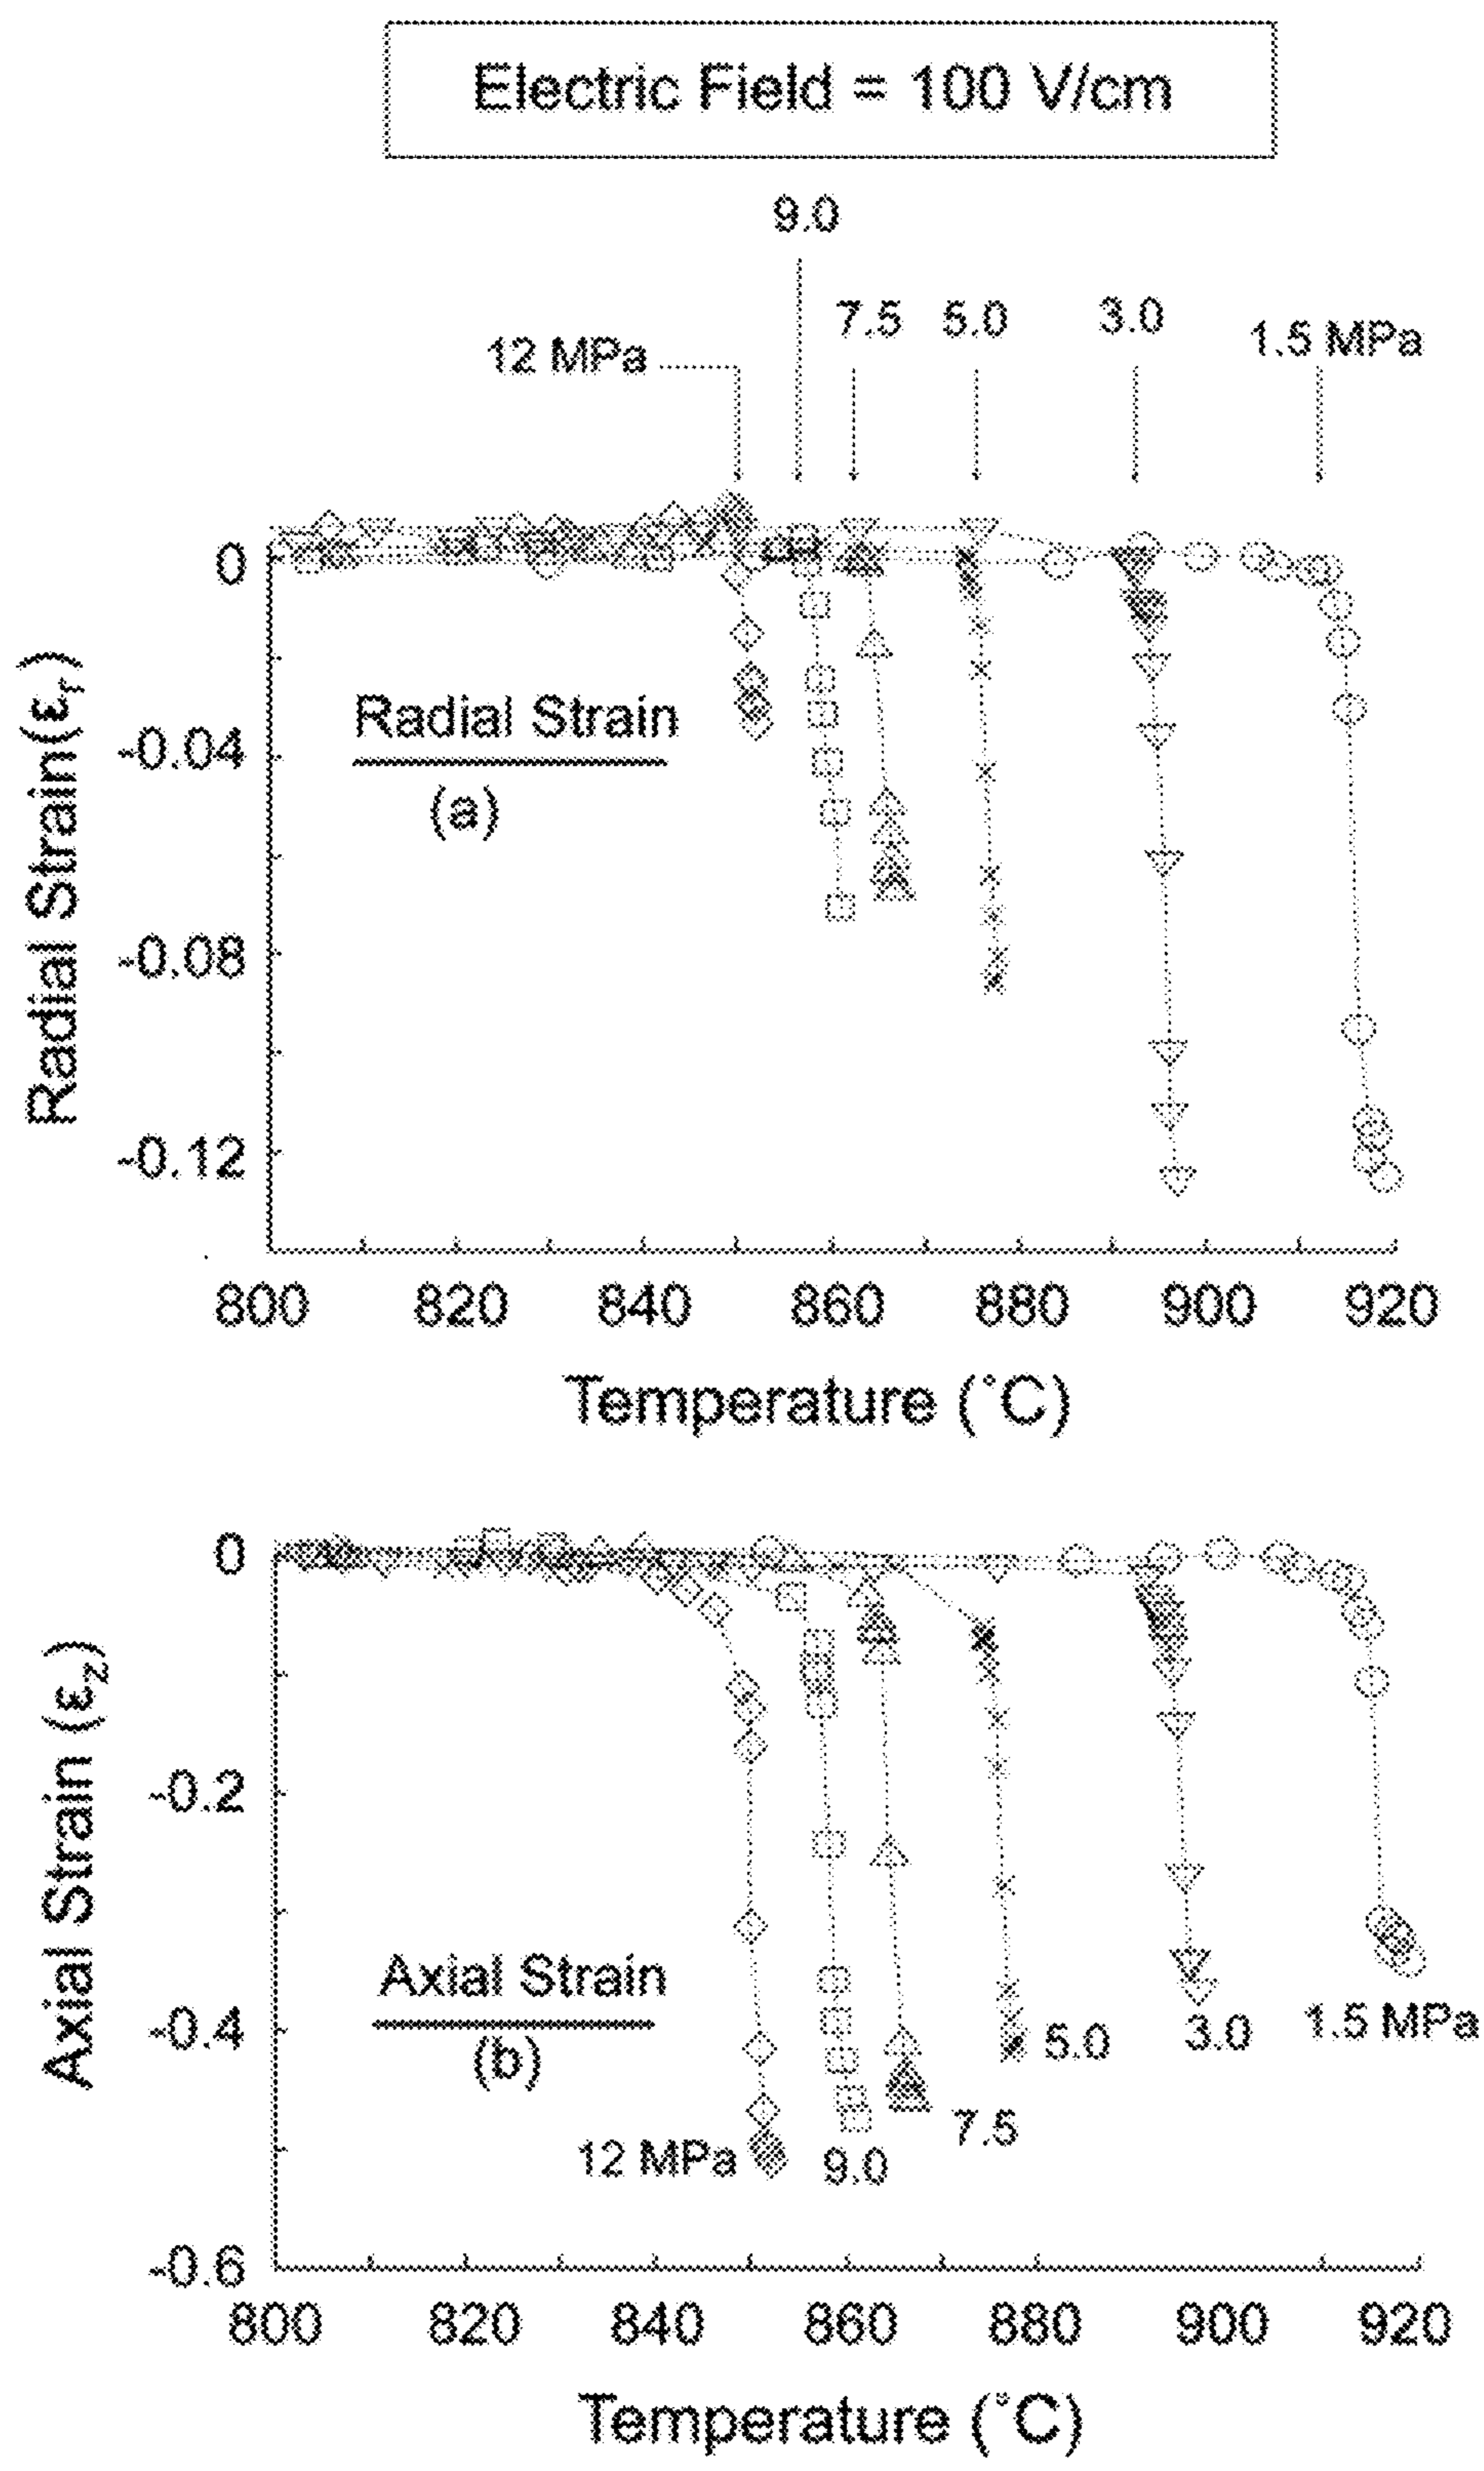 Electric Field = 100 V/cm
9.0
7.5 5.0 3.0 1.5 MPa
12 MPa
Radial Strain(εr)
0
-0.04
-0.08
-0.12
Radial Strain
(a)
800 820 840 860 880 900 920
Temperature (°C)
Axial Strain (εz)
0
-0.2
-0.4
-0.6
Axial Strain
(b)
12 MPa 9.0 7.5 5.0 3.0 1.5 MPa
800 820 840 860 880 900 920
Temperature (°C)